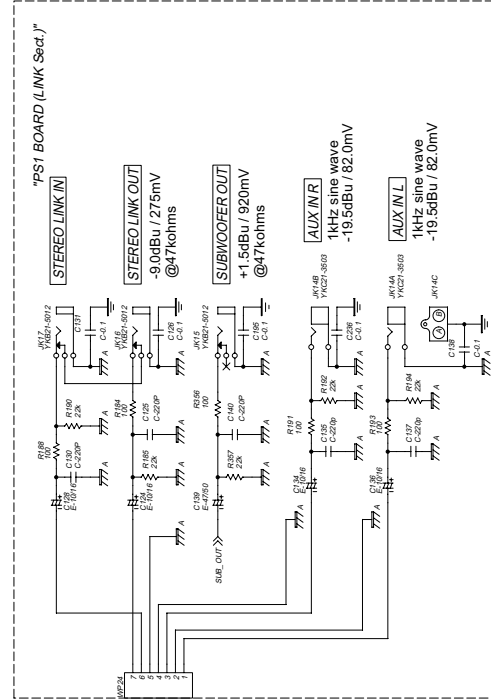 "PS1 BOARD (LINK Sect.)"
STEREO LINK IN
JK17
YKB21-5012
C131
C-0.1
R190
22k
R188
100
C130
C-220P
C128
E-10/16
A
A
A
STEREO LINK OUT
-9.0dBu / 275mV
@47kohms
JK16
YKB21-5012
C126
C-0.1
R184
100
C125
C-220P
R185
22k
C124
E-10/16
A
A
A
A
SUBWOOFER OUT
+1.5dBu / 920mV
@47kohms
JK15
YKB21-5012
C195
C-0.1
R356
100
C140
C-220P
R357
22k
C139
E-47/50
SUB_OUT
A
A
A
AUX IN R
1kHz sine wave
-19.5dBu / 82.0mV
JK14B
YKC21-3503
C236
C-0.1
R192
22k
R191
100
C135
C-220p
C134
E-10/16
A
A
A
A
AUX IN L
1kHz sine wave
-19.5dBu / 82.0mV
JK14A
YKC21-3503
JK14C
A
B
C138
C-0.1
R194
22k
R193
100
C137
C-220p
C136
E-10/16
A
A
A
A
WP24
7
6
5
4
3
2
1